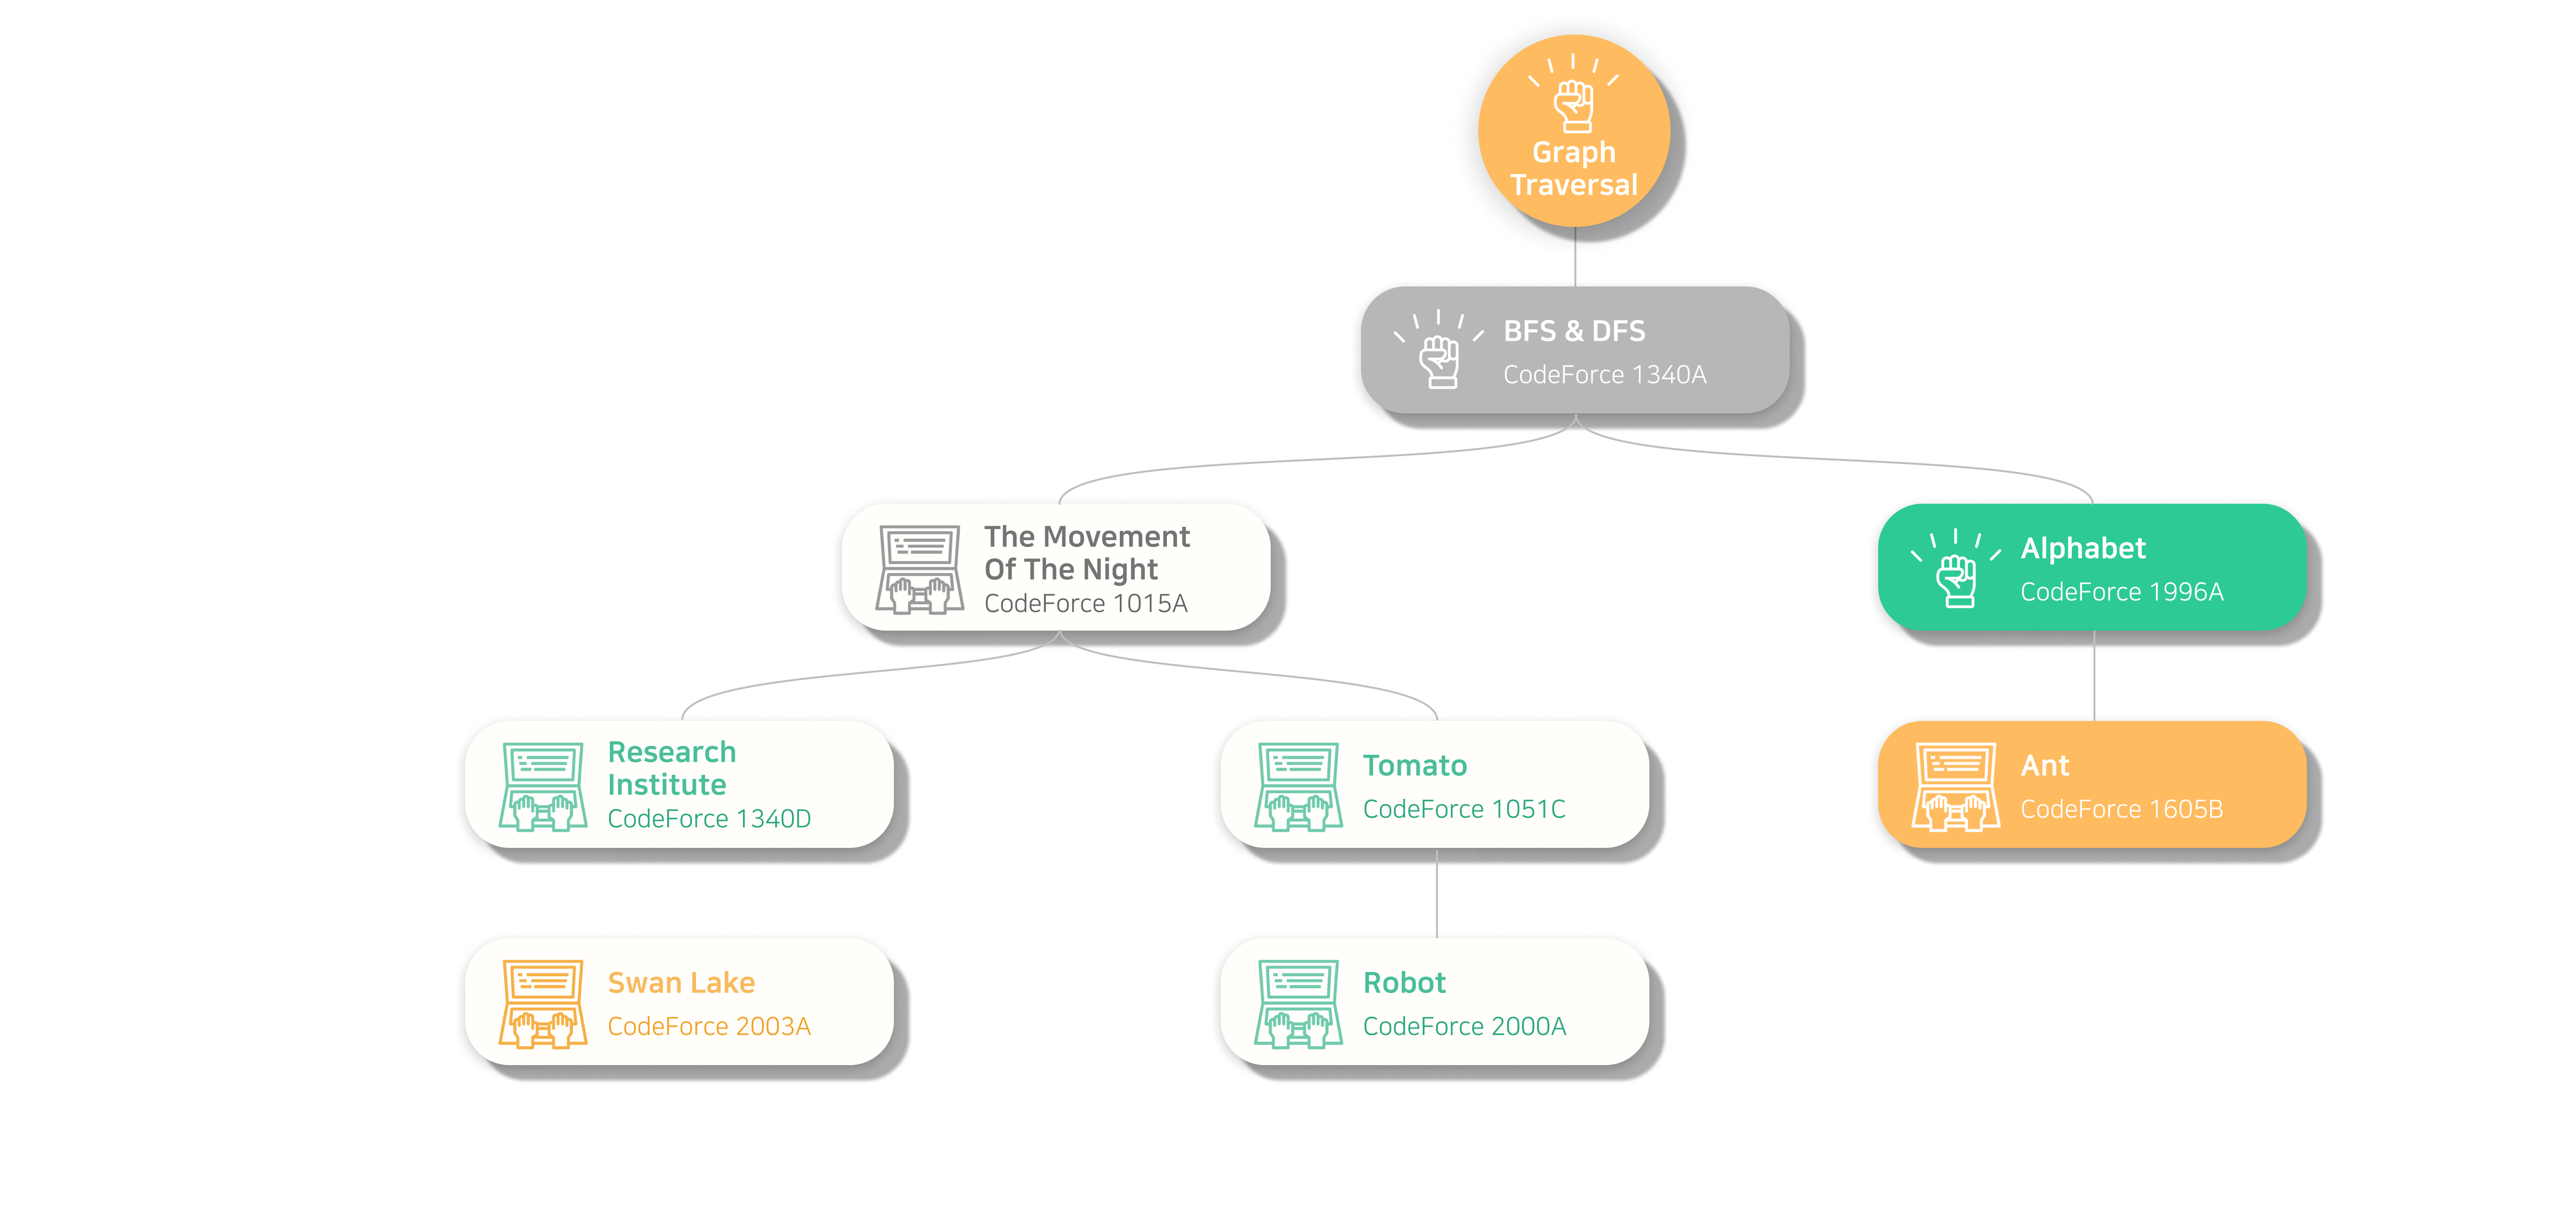 Graph
Traversal
BFS & DFS
CodeForce 1340A
The Movement
Of The Night
CodeForce 1015A
Alphabet
CodeForce 1996A
Research
Institute
CodeForce 1340D
Tomato
CodeForce 1051C
Ant
CodeForce 1605B
Swan Lake
CodeForce 2003A
Robot
CodeForce 2000A